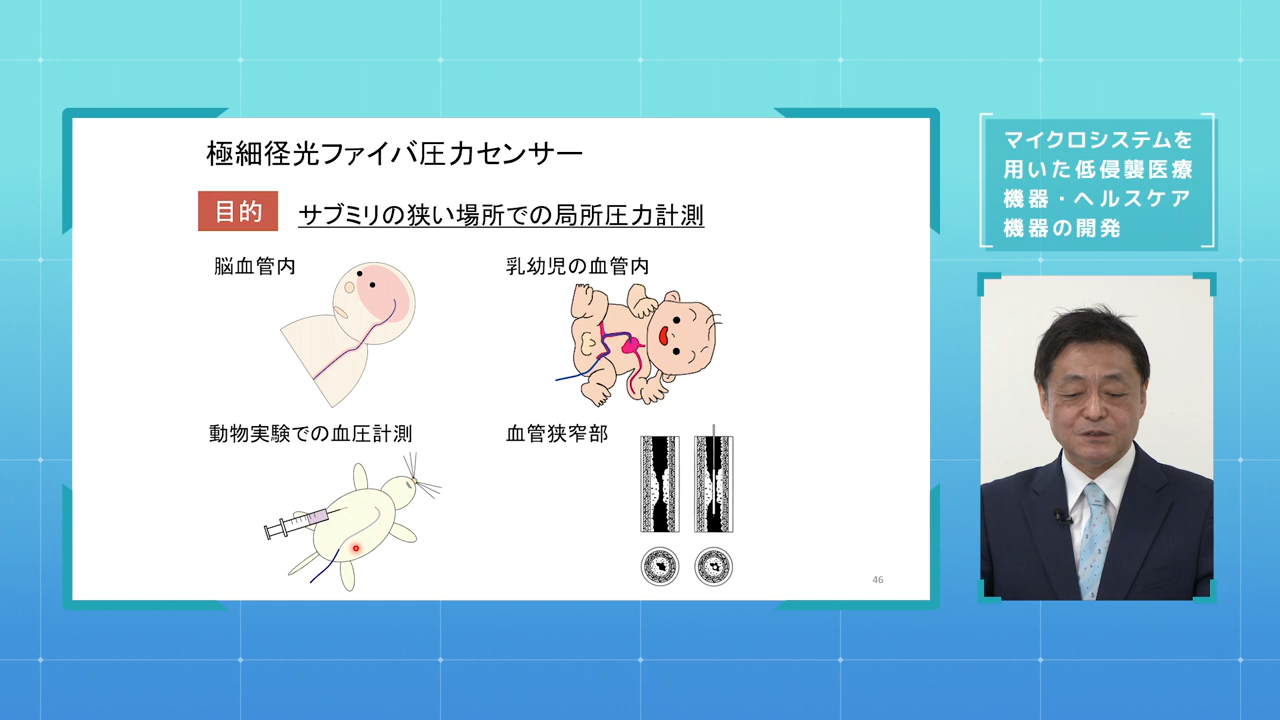 極細径光ファイバ圧力センサー
目的
サブミリの狭い場所での局所圧力計測
脳血管内
乳幼児の血管内
動物実験での血圧計測
血管狭窄部
46
マイクロシステムを
用いた低侵襲医療
機器・ヘルスケア
機器の開発